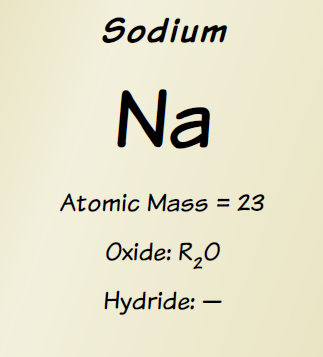 Sodium
Na
Atomic Mass = 23
Oxide: R₂O
Hydride: —